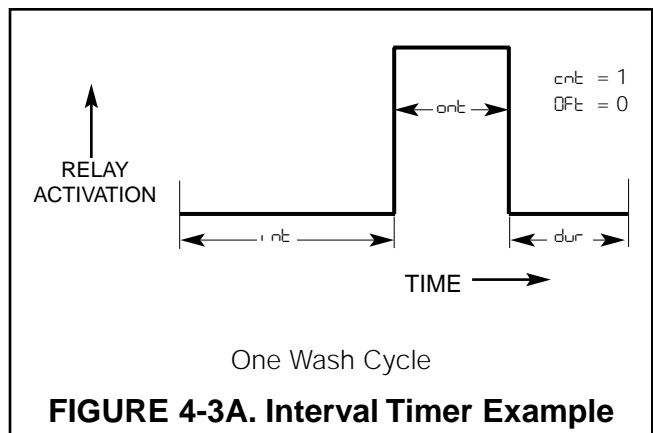 cnt = 1
OFt = 0
ont
RELAY
ACTIVATION
int
dur
TIME
One Wash Cycle
FIGURE 4-3A. Interval Timer Example